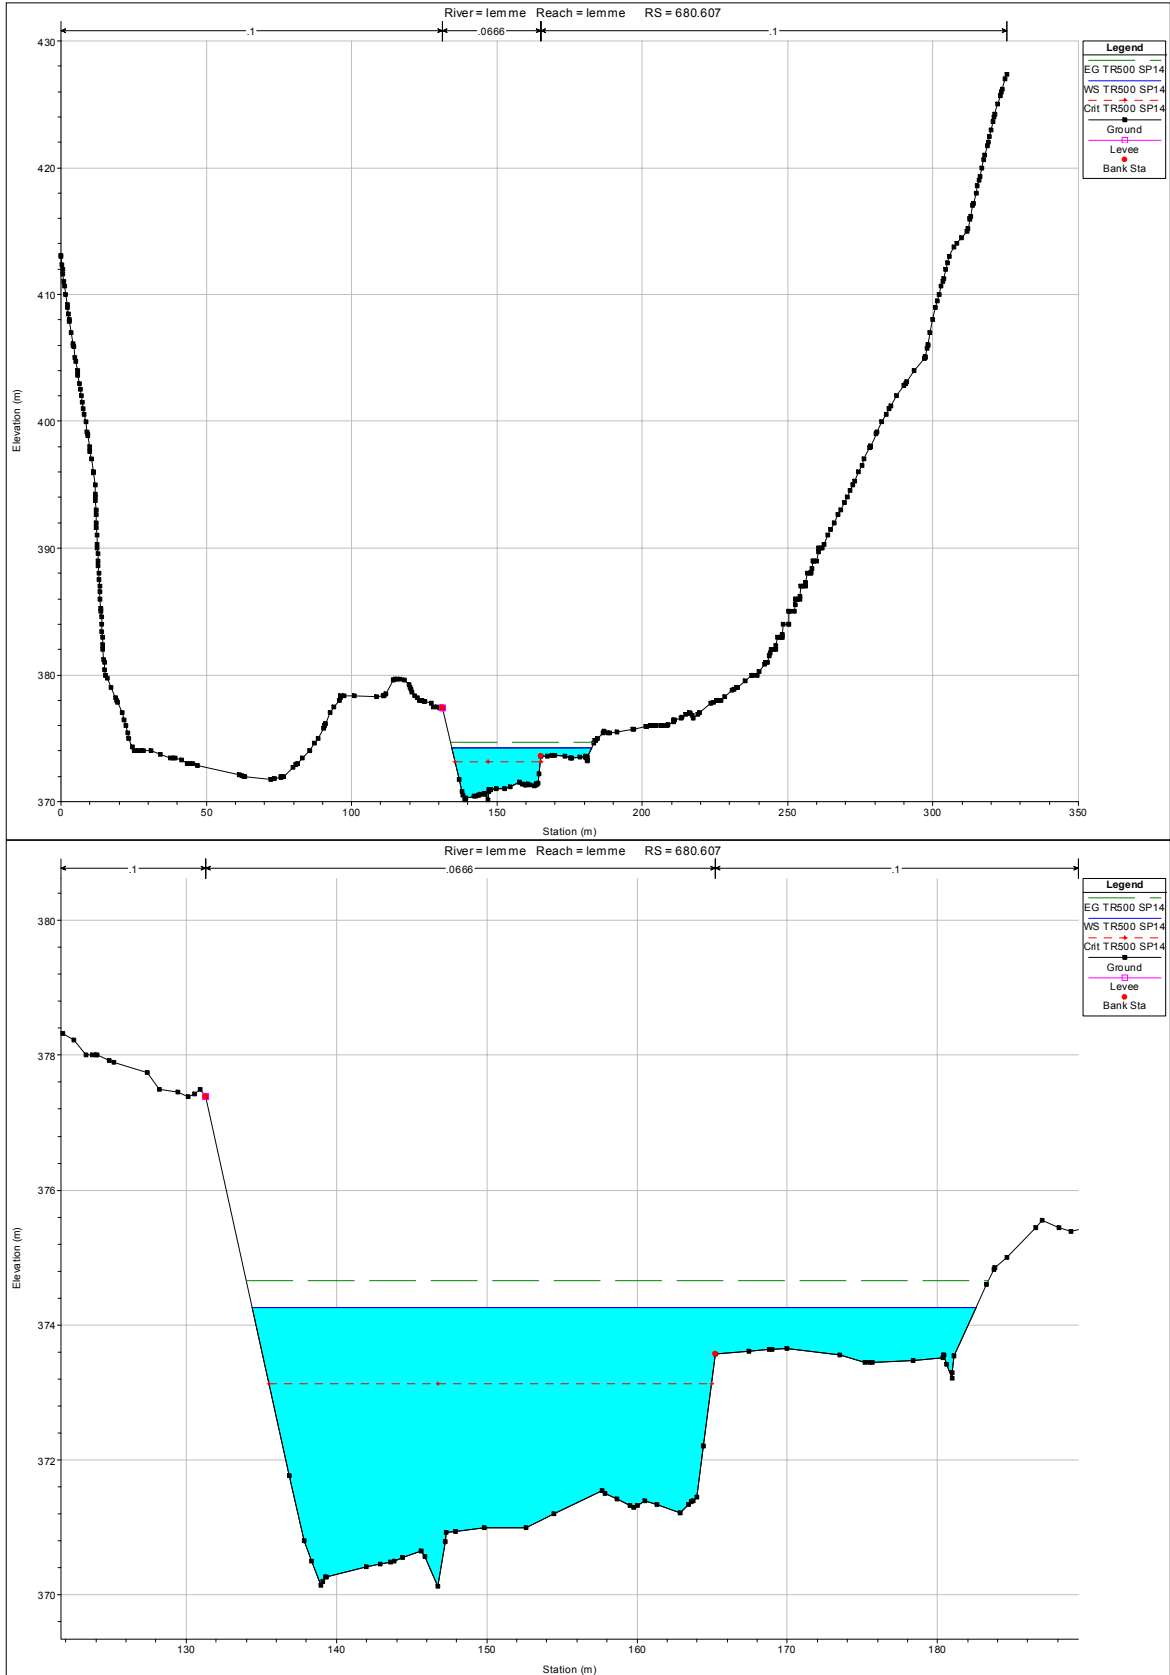 River = lemme Reach = lemme RS = 680.607
.1 .0666 .1
430
420
410
400
390
380
370
Elevation (m)
0 50 100 150 200 250 300 350
Station (m)
Legend
EG TR500 SP14
WS TR500 SP14
Crit TR500 SP14
Ground
Levee
Bank Sta
River = lemme Reach = lemme RS = 680.607
.1 .0666 .1
380
378
376
374
372
370
Elevation (m)
130 140 150 160 170 180
Station (m)
Legend
EG TR500 SP14
WS TR500 SP14
Crit TR500 SP14
Ground
Levee
Bank Sta